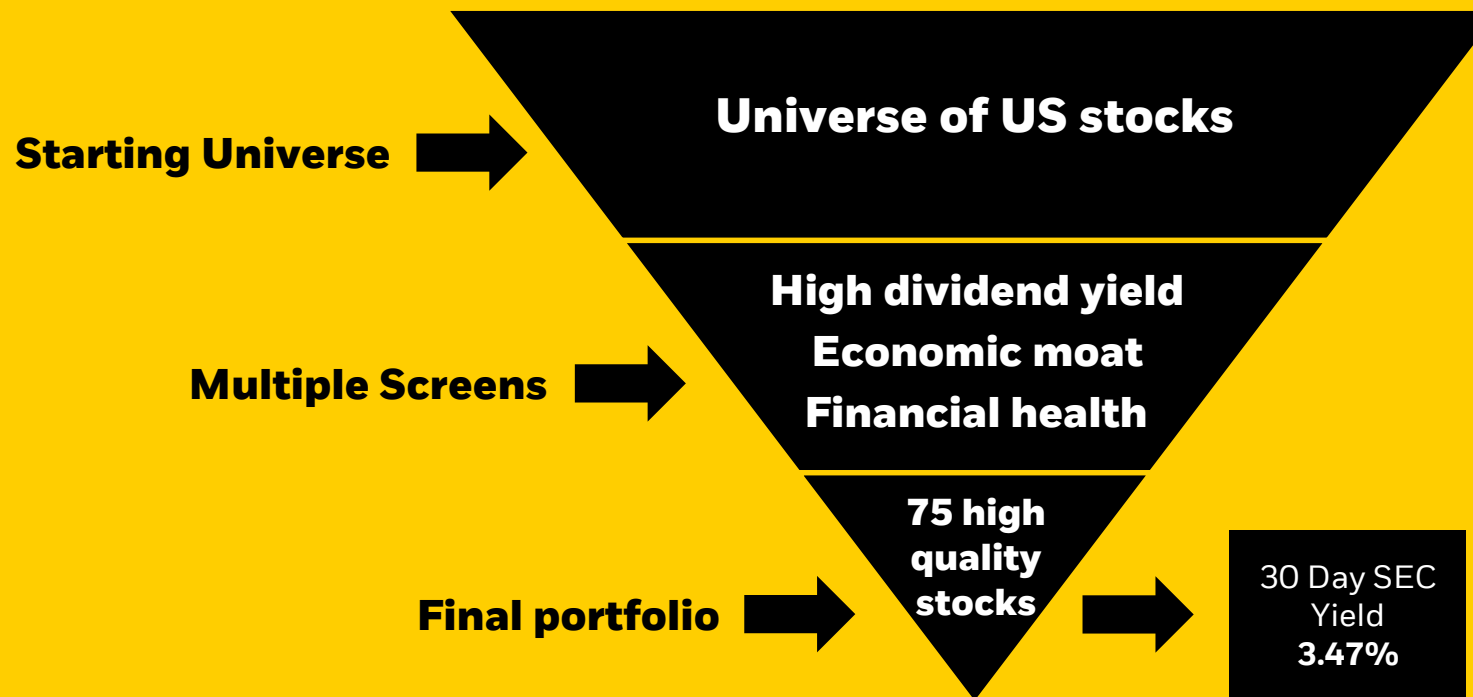 Universe of US stocks
Starting Universe
High dividend yield
Economic moat
Multiple Screens
Financial health
75 high
quality
stocks
Final portfolio
30 Day SEC
Yield
3.47%